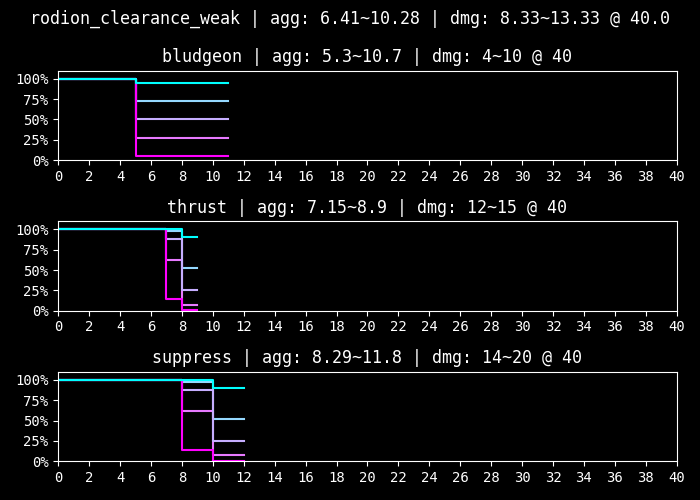 rodion_clearance_weak | agg: 6.41~10.28 | dmg: 8.33~13.33 @ 40.0
bludgeon | agg: 5.3~10.7 | dmg: 4~10 @ 40
100%
75%
50%
25%
0%
0 2 4 6 8 10 12 14 16 18 20 22 24 26 28 30 32 34 36 38 40
thrust | agg: 7.15~8.9 | dmg: 12~15 @ 40
100%
75%
50%
25%
0%
0 2 4 6 8 10 12 14 16 18 20 22 24 26 28 30 32 34 36 38 40
suppress | agg: 8.29~11.8 | dmg: 14~20 @ 40
100%
75%
50%
25%
0%
0 2 4 6 8 10 12 14 16 18 20 22 24 26 28 30 32 34 36 38 40